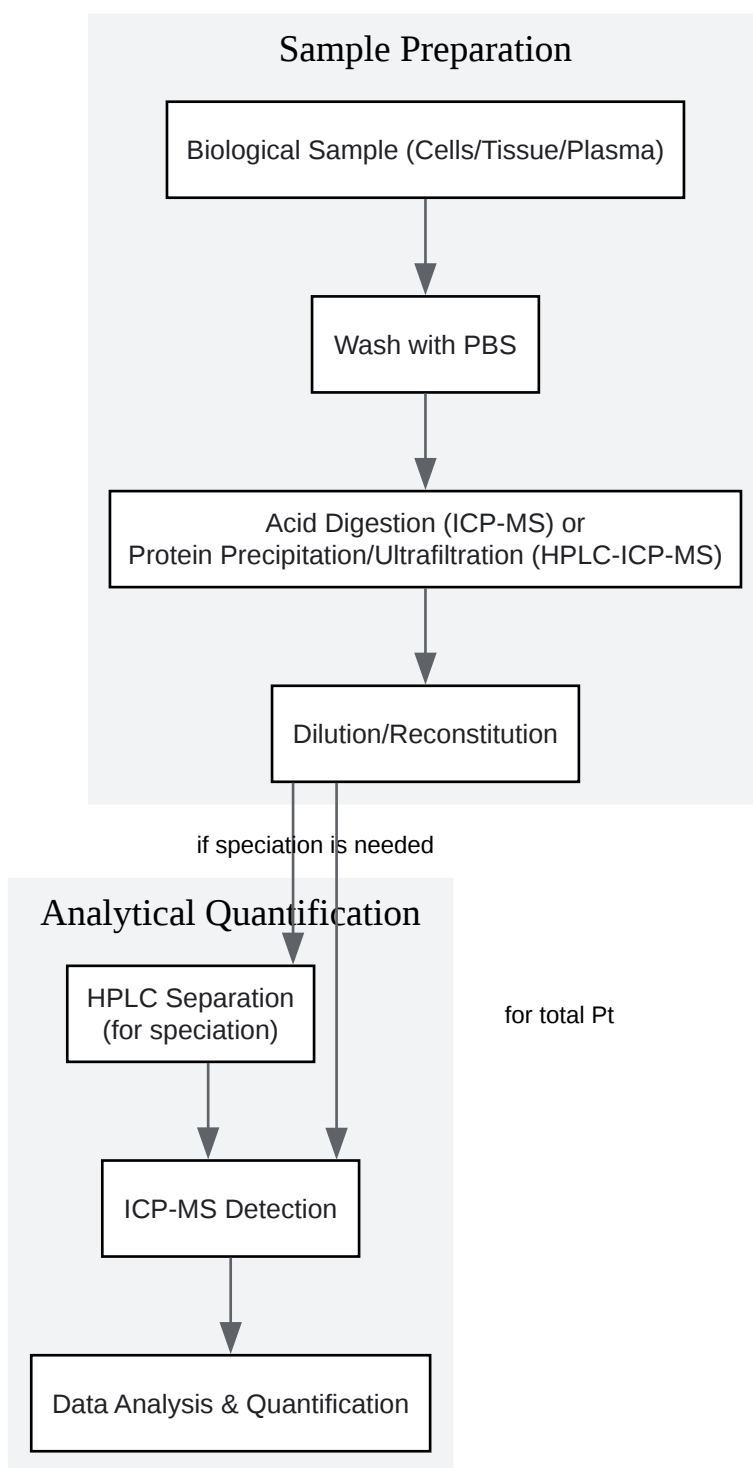 Sample Preparation
Biological Sample (Cells/Tissue/Plasma)
Wash with PBS
Acid Digestion (ICP-MS) or
Protein Precipitation/Ultrafiltration (HPLC-ICP-MS)
Dilution/Reconstitution
if speciation is needed
Analytical Quantification
HPLC Separation
(for speciation)
for total Pt
ICP-MS Detection
Data Analysis & Quantification